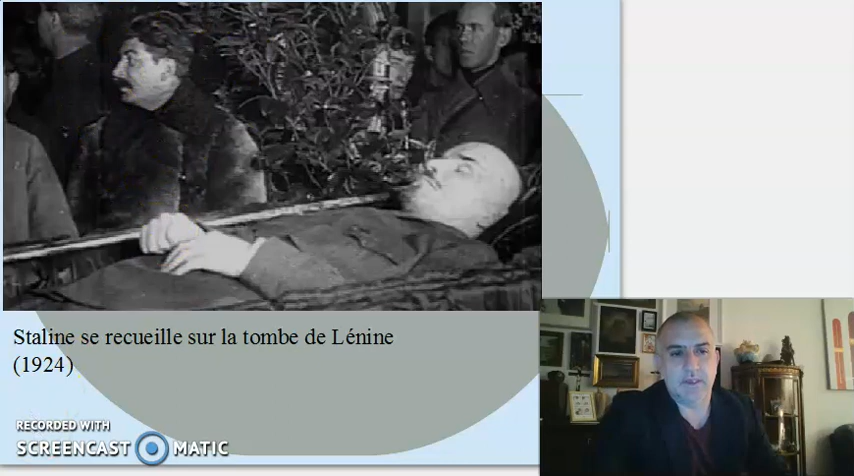 Staline se recueille sur la tombe de Lénine
(1924)
RECORDED WITH
SCREENCAST MATIC